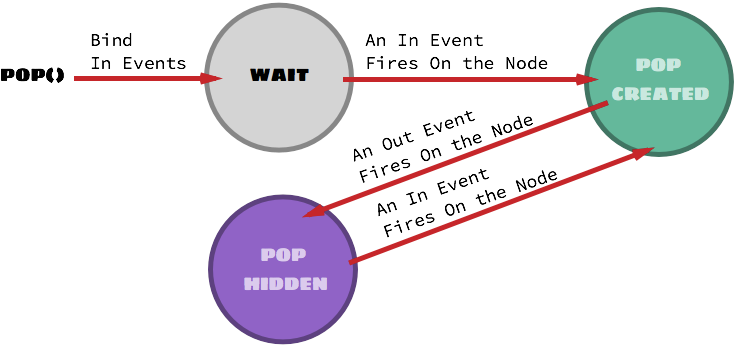 POP()
Bind
In Events
WAIT
An In Event
Fires On the Node
POP
CREATED
An Out Event
Fires On the Node
An In Event
Fires On the Node
POP
HIDDEN